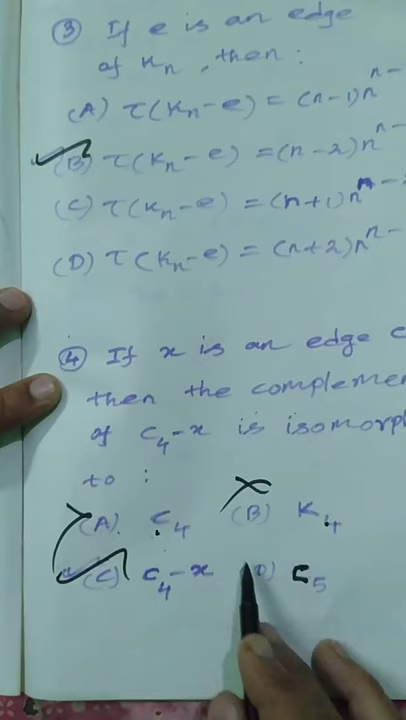 ③ If e is an edge
of Kn, then :
(A) τ(Kn-e) = (n-1)n^n-
(B) τ(Kn-e) = (n-2)n^n-
(C) τ(Kn-e) = (n+1)n^n-
(D) τ(Kn-e) = (n+2)n^n-
④ If x is an edge
then the complemen
of C4-x is isomorp
to :
(A) C4 (B) K4
(C) C4-x (D) C5